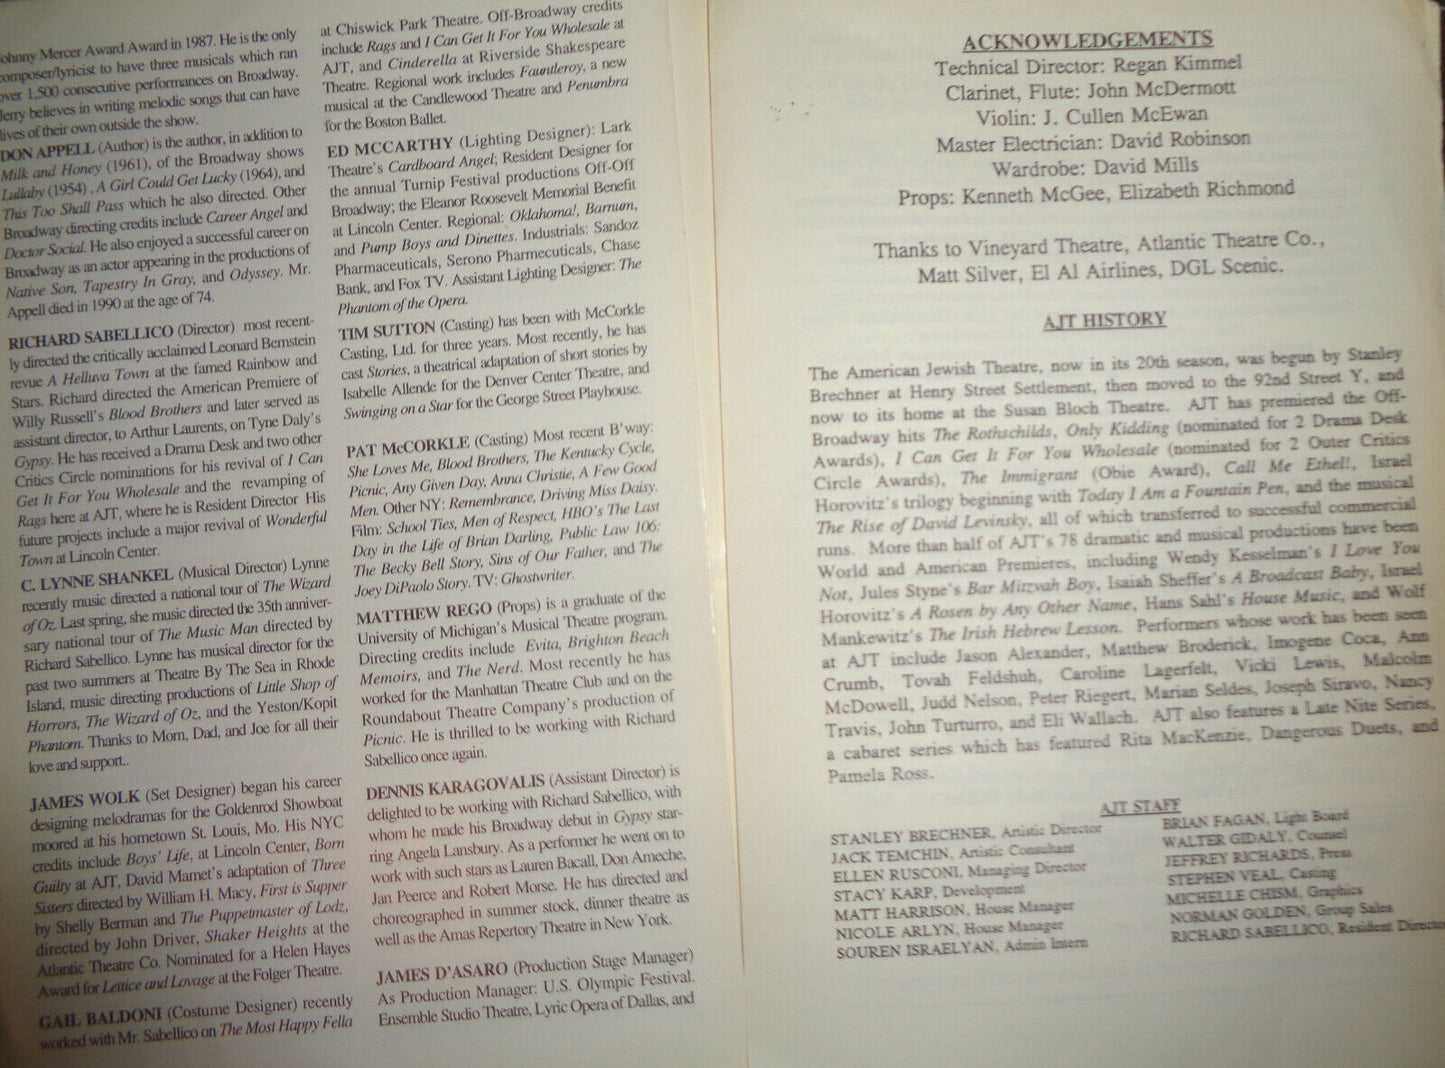 Johnny Mercer Award Award in 1987. He is the only
composer/lyricist to have three musicals which ran
over 1,500 consecutive performances on Broadway.
Jerry believes in writing melodic songs that can have
lives of their own outside the show.
DON APPELL (Author) is the author, in addition to
Milk and Honey (1961), of the Broadway shows
Lullaby (1954) , A Girl Could Get Lucky (1964), and
This Too Shall Pass which he also directed. Other
Broadway directing credits include Career Angel and
Doctor Social. He also enjoyed a successful career on
Broadway as an actor appearing in the productions of
Native Son, Tapestry In Gray, and Odyssey. Mr.
Appell died in 1990 at the age of 74.
RICHARD SABELLICO (Director) most recent-
ly directed the critically acclaimed Leonard Bernstein
revue A Helluva Town at the famed Rainbow and
Stars. Richard directed the American Premiere of
Willy Russell's Blood Brothers and later served as
assistant director, to Arthur Laurents, on Tyne Daly's
Gypsy. He has received a Drama Desk and two other
Critics Circle nominations for his revival of I Can
Get It For You Wholesale and the revamping of
Rags here at AJT, where he is Resident Director His
future projects include a major revival of Wonderful
Town at Lincoln Center.
C. LYNNE SHANKEL (Musical Director) Lynne
recently music directed a national tour of The Wizard
of Oz. Last spring, she music directed the 35th anniver-
sary national tour of The Music Man directed by
Richard Sabellico. Lynne has musical director for the
past two summers at Theatre By The Sea in Rhode
Island, music directing productions of Little Shop of
Horrors, The Wizard of Oz, and the Yeston/Kopit
Phantom. Thanks to Mom, Dad, and Joe for all their
love and support..
JAMES WOLK (Set Designer) began his career
designing melodramas for the Goldenrod Showboat
moored at his hometown St. Louis, Mo. His NYC
credits include Boys' Life, at Lincoln Center, Born
Guilty at AJT, David Mamet's adaptation of Three
Sisters directed by William H. Macy, First is Supper
by Shelly Berman and The Puppetmaster of Lodz,
directed by John Driver, Shaker Heights at the
Atlantic Theatre Co. Nominated for a Helen Hayes
Award for Lettice and Lovage at the Folger Theatre.
GAIL BALDONI (Costume Designer) recently
worked with Mr. Sabellico on The Most Happy Fella
at Chiswick Park Theatre. Off-Broadway credits
include Rags and I Can Get It For You Wholesale at
AJT, and Cinderella at Riverside Shakespeare
Theatre. Regional work includes Fauntleroy, a new
musical at the Candlewood Theatre and Penumbra
for the Boston Ballet.
ED MCCARTHY (Lighting Designer): Lark
Theatre's Cardboard Angel; Resident Designer for
the annual Turnip Festival productions Off-Off
Broadway; the Eleanor Roosevelt Memorial Benefit
at Lincoln Center. Regional: Oklahoma!, Barnum,
and Pump Boys and Dinettes. Industrials: Sandoz
Pharmaceuticals, Serono Pharmecuticals, Chase
Bank, and Fox TV. Assistant Lighting Designer: The
Phantom of the Opera.
TIM SUTTON (Casting) has been with McCorkle
Casting, Ltd. for three years. Most recently, he has
cast Stories, a theatrical adaptation of short stories by
Isabelle Allende for the Denver Center Theatre, and
Swinging on a Star for the George Street Playhouse.
PAT McCORKLE (Casting) Most recent B'way:
She Loves Me, Blood Brothers, The Kentucky Cycle,
Picnic, Any Given Day, Anna Christie, A Few Good
Men. Other NY: Remembrance, Driving Miss Daisy.
Film: School Ties, Men of Respect, HBO's The Last
Day in the Life of Brian Darling, Public Law 106:
The Becky Bell Story, Sins of Our Father, and The
Joey DiPaolo Story. TV: Ghostwriter.
MATTHEW REGO (Props) is a graduate of the
University of Michigan's Musical Theatre program.
Directing credits include Evita, Brighton Beach
Memoirs, and The Nerd. Most recently he has
worked for the Manhattan Theatre Club and on the
Roundabout Theatre Company's production of
Picnic. He is thrilled to be working with Richard
Sabellico once again.
DENNIS KARAGOVALIS (Assistant Director) is
delighted to be working with Richard Sabellico, with
whom he made his Broadway debut in Gypsy star-
ring Angela Lansbury. As a performer he went on to
work with such stars as Lauren Bacall, Don Ameche,
Jan Peerce and Robert Morse. He has directed and
choreographed in summer stock, dinner theatre as
well as the Amas Repertory Theatre in New York.
JAMES D'ASARO (Production Stage Manager)
As Production Manager: U.S. Olympic Festival.
Ensemble Studio Theatre, Lyric Opera of Dallas, and
ACKNOWLEDGEMENTS
Technical Director: Regan Kimmel
Clarinet, Flute: John McDermott
Violin: J. Cullen McEwan
Master Electrician: David Robinson
Wardrobe: David Mills
Props: Kenneth McGee, Elizabeth Richmond
Thanks to Vineyard Theatre, Atlantic Theatre Co.,
Matt Silver, El Al Airlines, DGL Scenic.
AJT HISTORY
The American Jewish Theatre, now in its 20th season, was begun by Stanley
Brechner at Henry Street Settlement, then moved to the 92nd Street Y, and
now to its home at the Susan Bloch Theatre. AJT has premiered the Off-
Broadway hits The Rothschilds, Only Kidding (nominated for 2 Drama Desk
Awards), I Can Get It For You Wholesale (nominated for 2 Outer Critics
Circle Awards), The Immigrant (Obie Award), Call Me Ethel!, Israel
Horovitz's trilogy beginning with Today I Am a Fountain Pen, and the musical
The Rise of David Levinsky, all of which transferred to successful commercial
runs. More than half of AJT's 78 dramatic and musical productions have been
World and American Premieres, including Wendy Kesselman's I Love You
Not, Jules Styne's Bar Mirzvah Boy, Isaiah Sheffer's A Broadcast Baby, Israel
Horovitz's A Rosen by Any Other Name, Hans Sahl's House Music, and Wolf
Mankewitz's The Irish Hebrew Lesson. Performers whose work has been seen
at AJT include Jason Alexander, Matthew Broderick, Imogene Coca, Ann
Crumb, Tovah Feldshuh, Caroline Lagerfelt, Vicki Lewis, Malcolm
McDowell, Judd Nelson, Peter Riegert, Marian Seldes, Joseph Siravo, Nancy
Travis, John Turturro, and Eli Wallach. AJT also features a Late Nite Series,
a cabaret series which has featured Rita MacKenzie, Dangerous Duets, and
Pamela Ross.
AJT STAFF
STANLEY BRECHNER, Artistic Director
JACK TEMCHIN, Artistic Consultant
ELLEN RUSCONI, Managing Director
STACY KARP, Development
MATT HARRISON, House Manager
NICOLE ARLYN, House Manager
SOUREN ISRAELYAN, Admin Intern
BRIAN FAGAN, Light Board
WALTER GIDALY, Counsel
JEFFREY RICHARDS, Press
STEPHEN VEAL, Casting
MICHELLE CHISM, Graphics
NORMAN GOLDEN, Group Sales
RICHARD SABELLICO, Resident Director